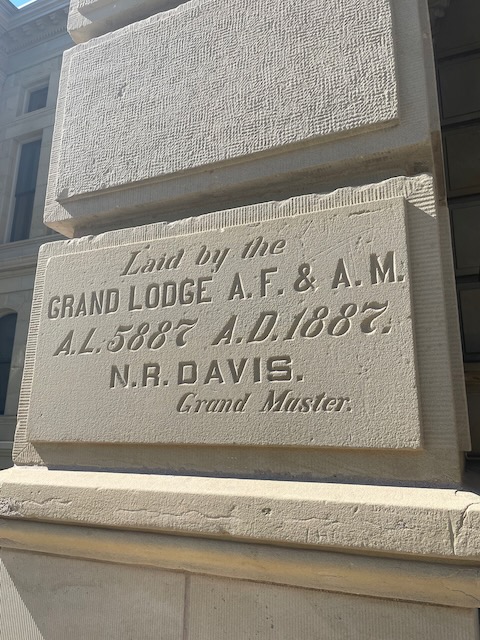 Laid by the
GRAND LODGE A.F. & A.M.
A.L. 5887 A.D. 1887.
N.R. DAVIS.
Grand Master.